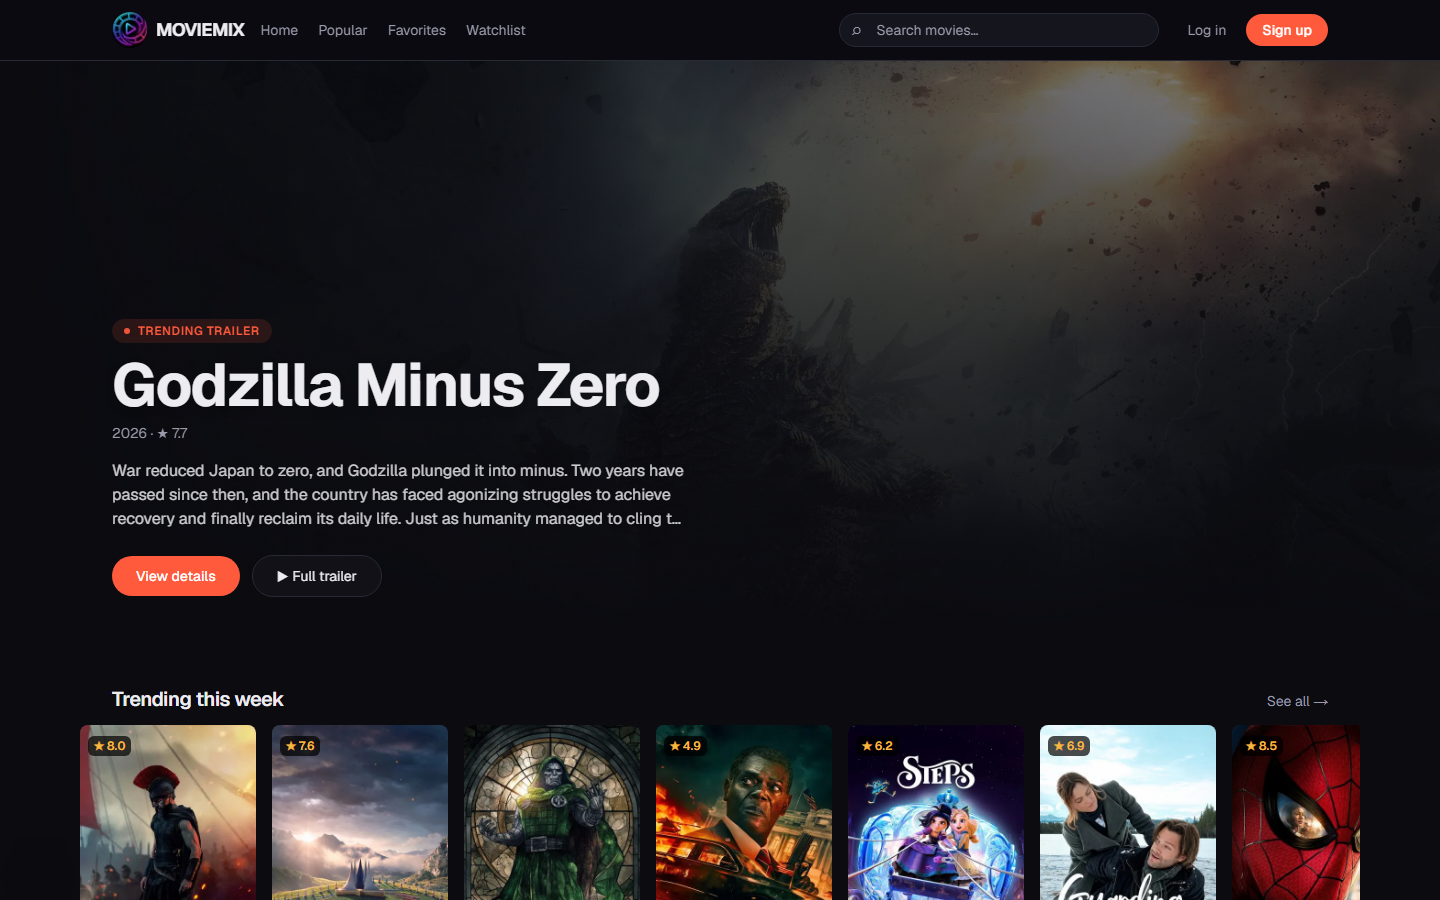 MOVIEMIX Home Popular Favorites Watchlist Search movies... Log in Sign up
TRENDING TRAILER
Godzilla Minus Zero
2026 · ★ 7.7
War reduced Japan to zero, and Godzilla plunged it into minus. Two years have
passed since then, and the country has faced agonizing struggles to achieve
recovery and finally reclaim its daily life. Just as humanity managed to cling t...
View details ▶ Full trailer
Trending this week See all →
★ 8.0 ★ 7.6 ★ 4.9 ★ 6.2 ★ 6.9 ★ 8.5
STEPS
Guarding